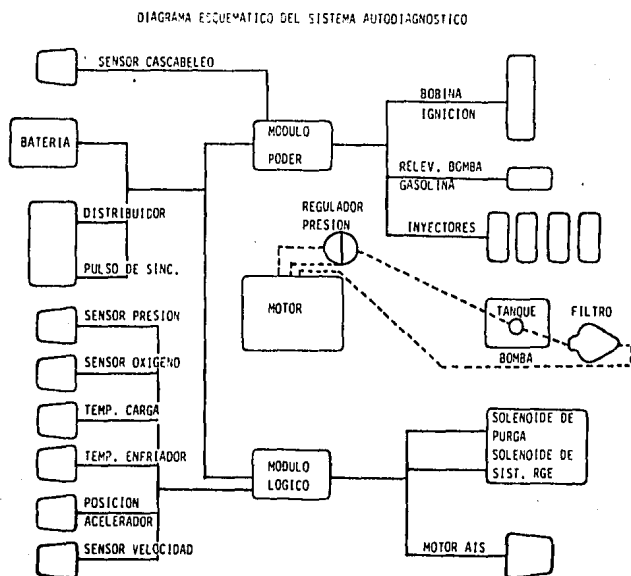 DIAGRAMA ESQUEMATICO DEL SISTEMA AUTODIAGNOSTICO
SENSOR CASCABELEO
BATERIA
DISTRIBUIDOR
PULSO DE SINC.
SENSOR PRESION
SENSOR OXIGENO
TEMP. CARGA
TEMP. ENFRIADOR
POSICION
ACELERADOR
SENSOR VELOCIDAD
MODULO
PODER
REGULADOR
PRESION
MOTOR
MODULO
LOGICO
BOBINA
IGNICION
RELEV. BOMBA
GASOLINA
INYECTORES
TANQUE
BOMBA
FILTRO
SOLENOIDE DE
PURGA
SOLENOIDE DE
SIST. RGE
MOTOR AIS